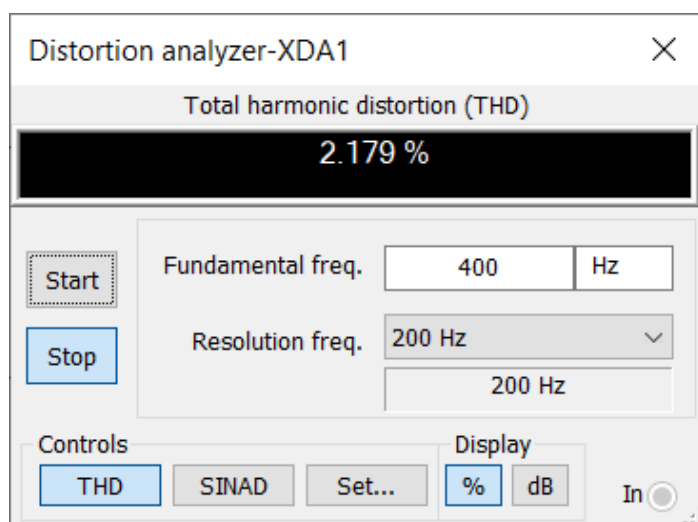 Distortion analyzer-XDA1
Total harmonic distortion (THD)
2.179 %
Start
Fundamental freq.
400
Hz
Stop
Resolution freq.
200 Hz
200 Hz
Controls
Display
THD
SINAD
Set...
%
dB
In